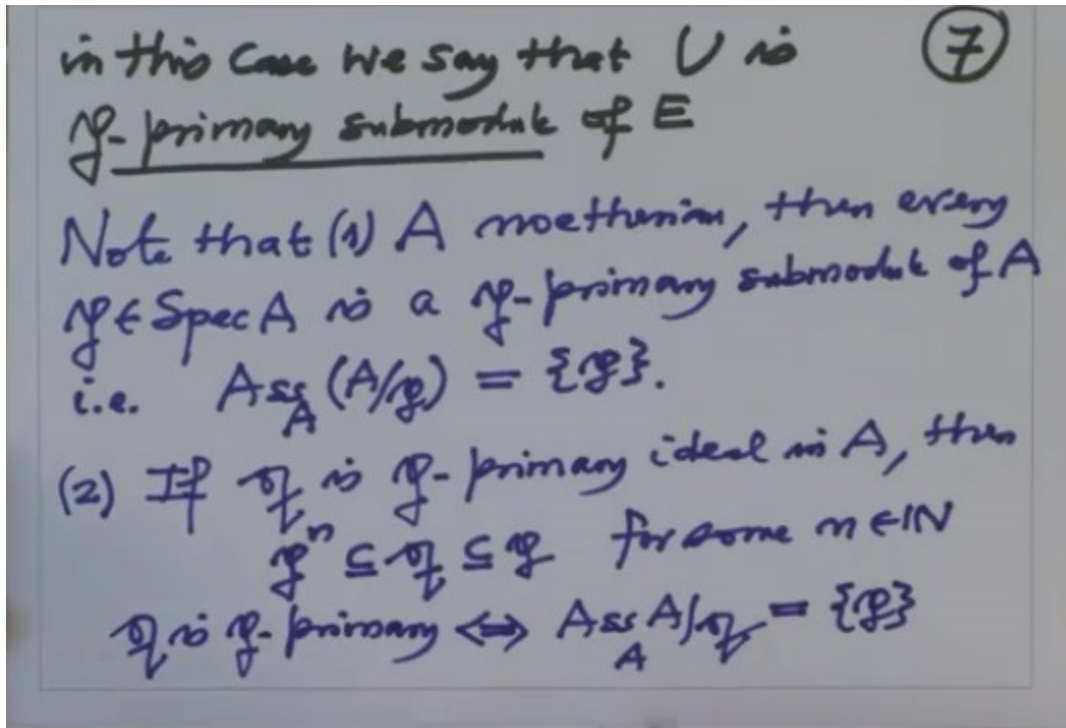 in this Case we say that U is ⑦
𝔭-primary submodule of E
Note that (1) A noetherian, then every
𝔭 ∈ Spec A is a 𝔭-primary submodule of A
i.e. Ass_A (A/𝔭) = {𝔭}.
(2) If 𝔮 is 𝔭-primary ideal in A, then
𝔭ⁿ ⊆ 𝔮 ⊆ 𝔭 for some n ∈ ℕ
𝔮 is 𝔭-primary ⟺ Ass_A A/𝔮 = {𝔭}